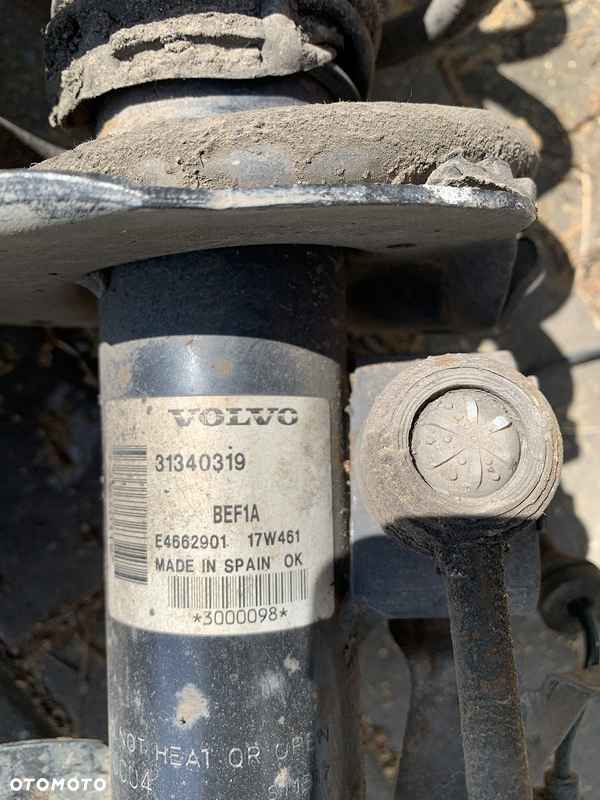 VOLVO
31340319
BEF1A
E4662901 17W461
MADE IN SPAIN OK
*3000098*
NOT HEAT OR OPEN
OTOMOTO